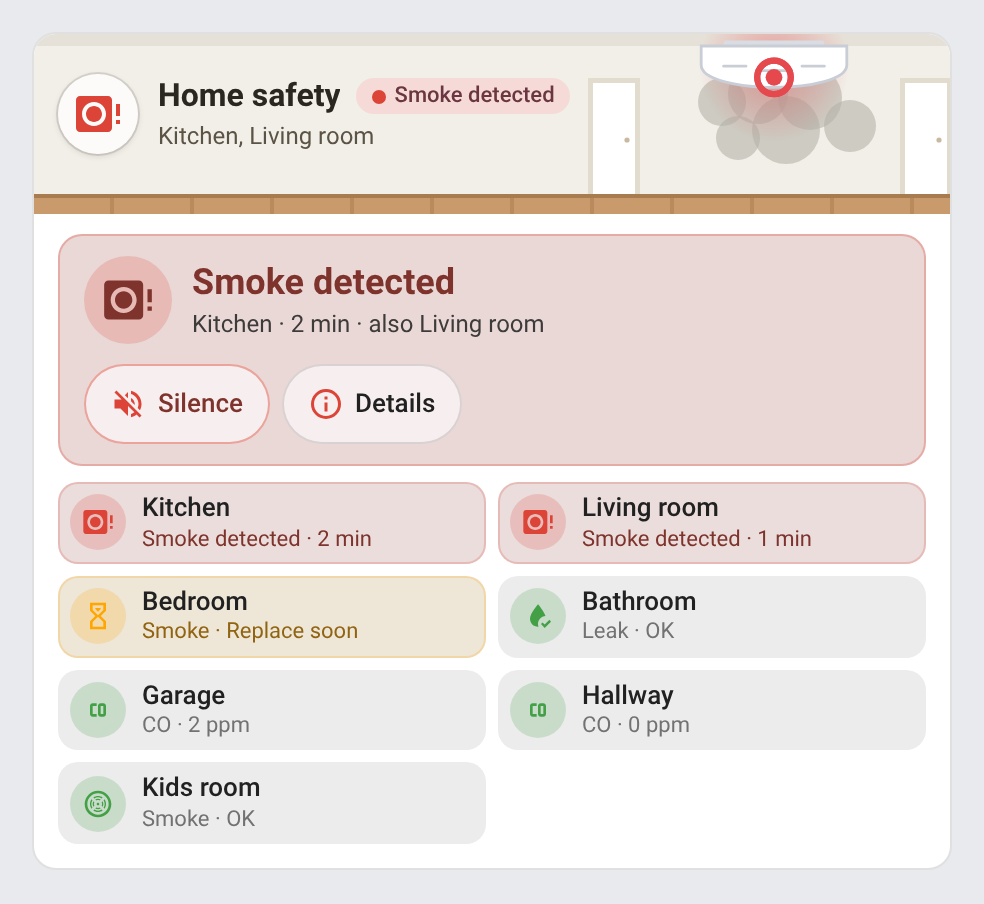 Home safety
Smoke detected
Kitchen, Living room
Smoke detected
Kitchen · 2 min · also Living room
Silence
Details
Kitchen
Smoke detected · 2 min
Living room
Smoke detected · 1 min
Bedroom
Smoke · Replace soon
Bathroom
Leak · OK
Garage
CO · 2 ppm
Hallway
CO · 0 ppm
Kids room
Smoke · OK